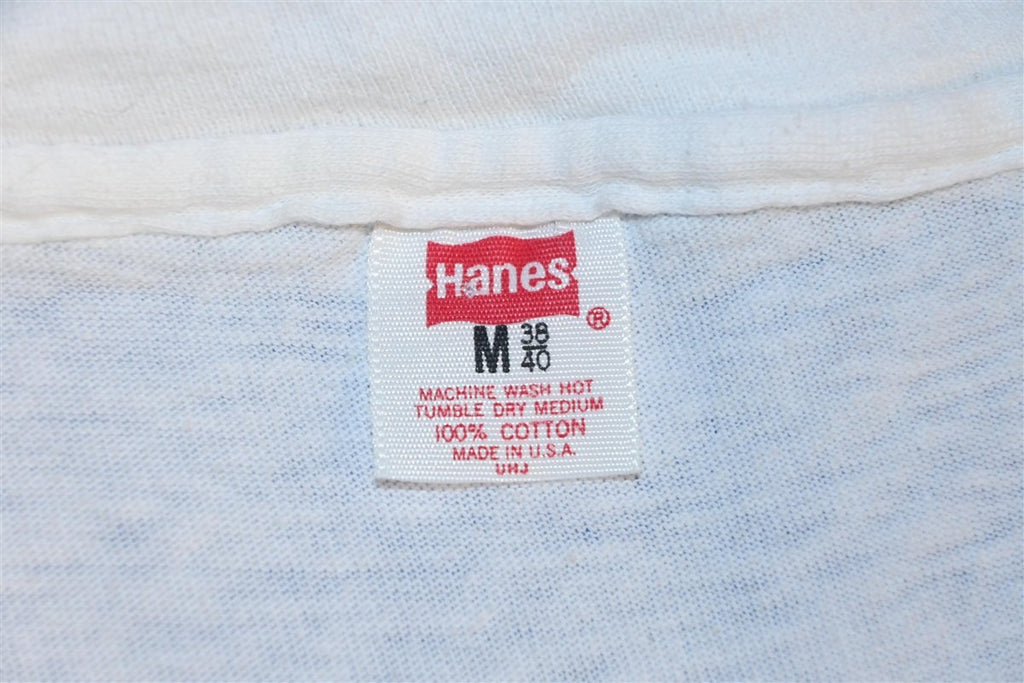 Hanes
®
M 38/40
MACHINE WASH HOT
TUMBLE DRY MEDIUM
100% COTTON
MADE IN U.S.A.
UHJ